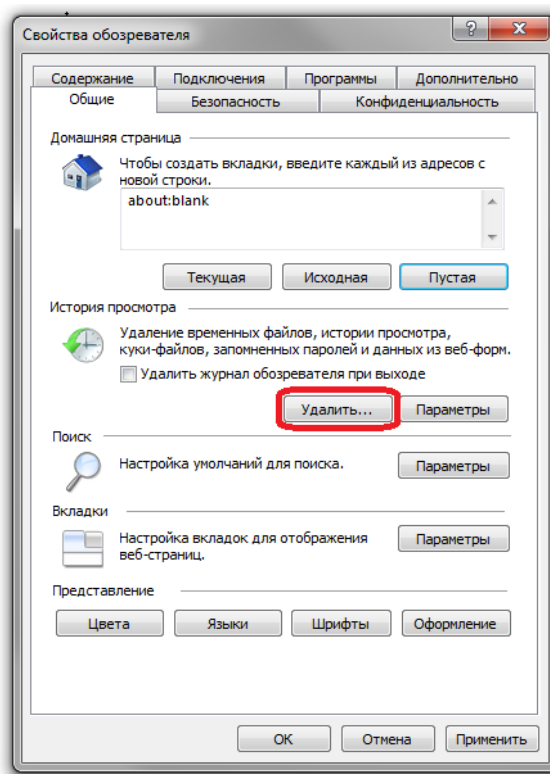 Свойства обозревателя
?
X
Содержание Подключения Программы Дополнительно
Общие Безопасность Конфиденциальность
Домашняя страница
Чтобы создать вкладки, введите каждый из адресов с
новой строки.
about:blank
Текущая Исходная Пустая
История просмотра
Удаление временных файлов, истории просмотра,
куки-файлов, запомненных паролей и данных из веб-форм.
Удалить журнал обозревателя при выходе
Удалить... Параметры
Поиск
Настройка умолчаний для поиска. Параметры
Вкладки
Настройка вкладок для отображения
веб-страниц.
Параметры
Представление
Цвета Языки Шрифты Оформление
ОК Отмена Применить